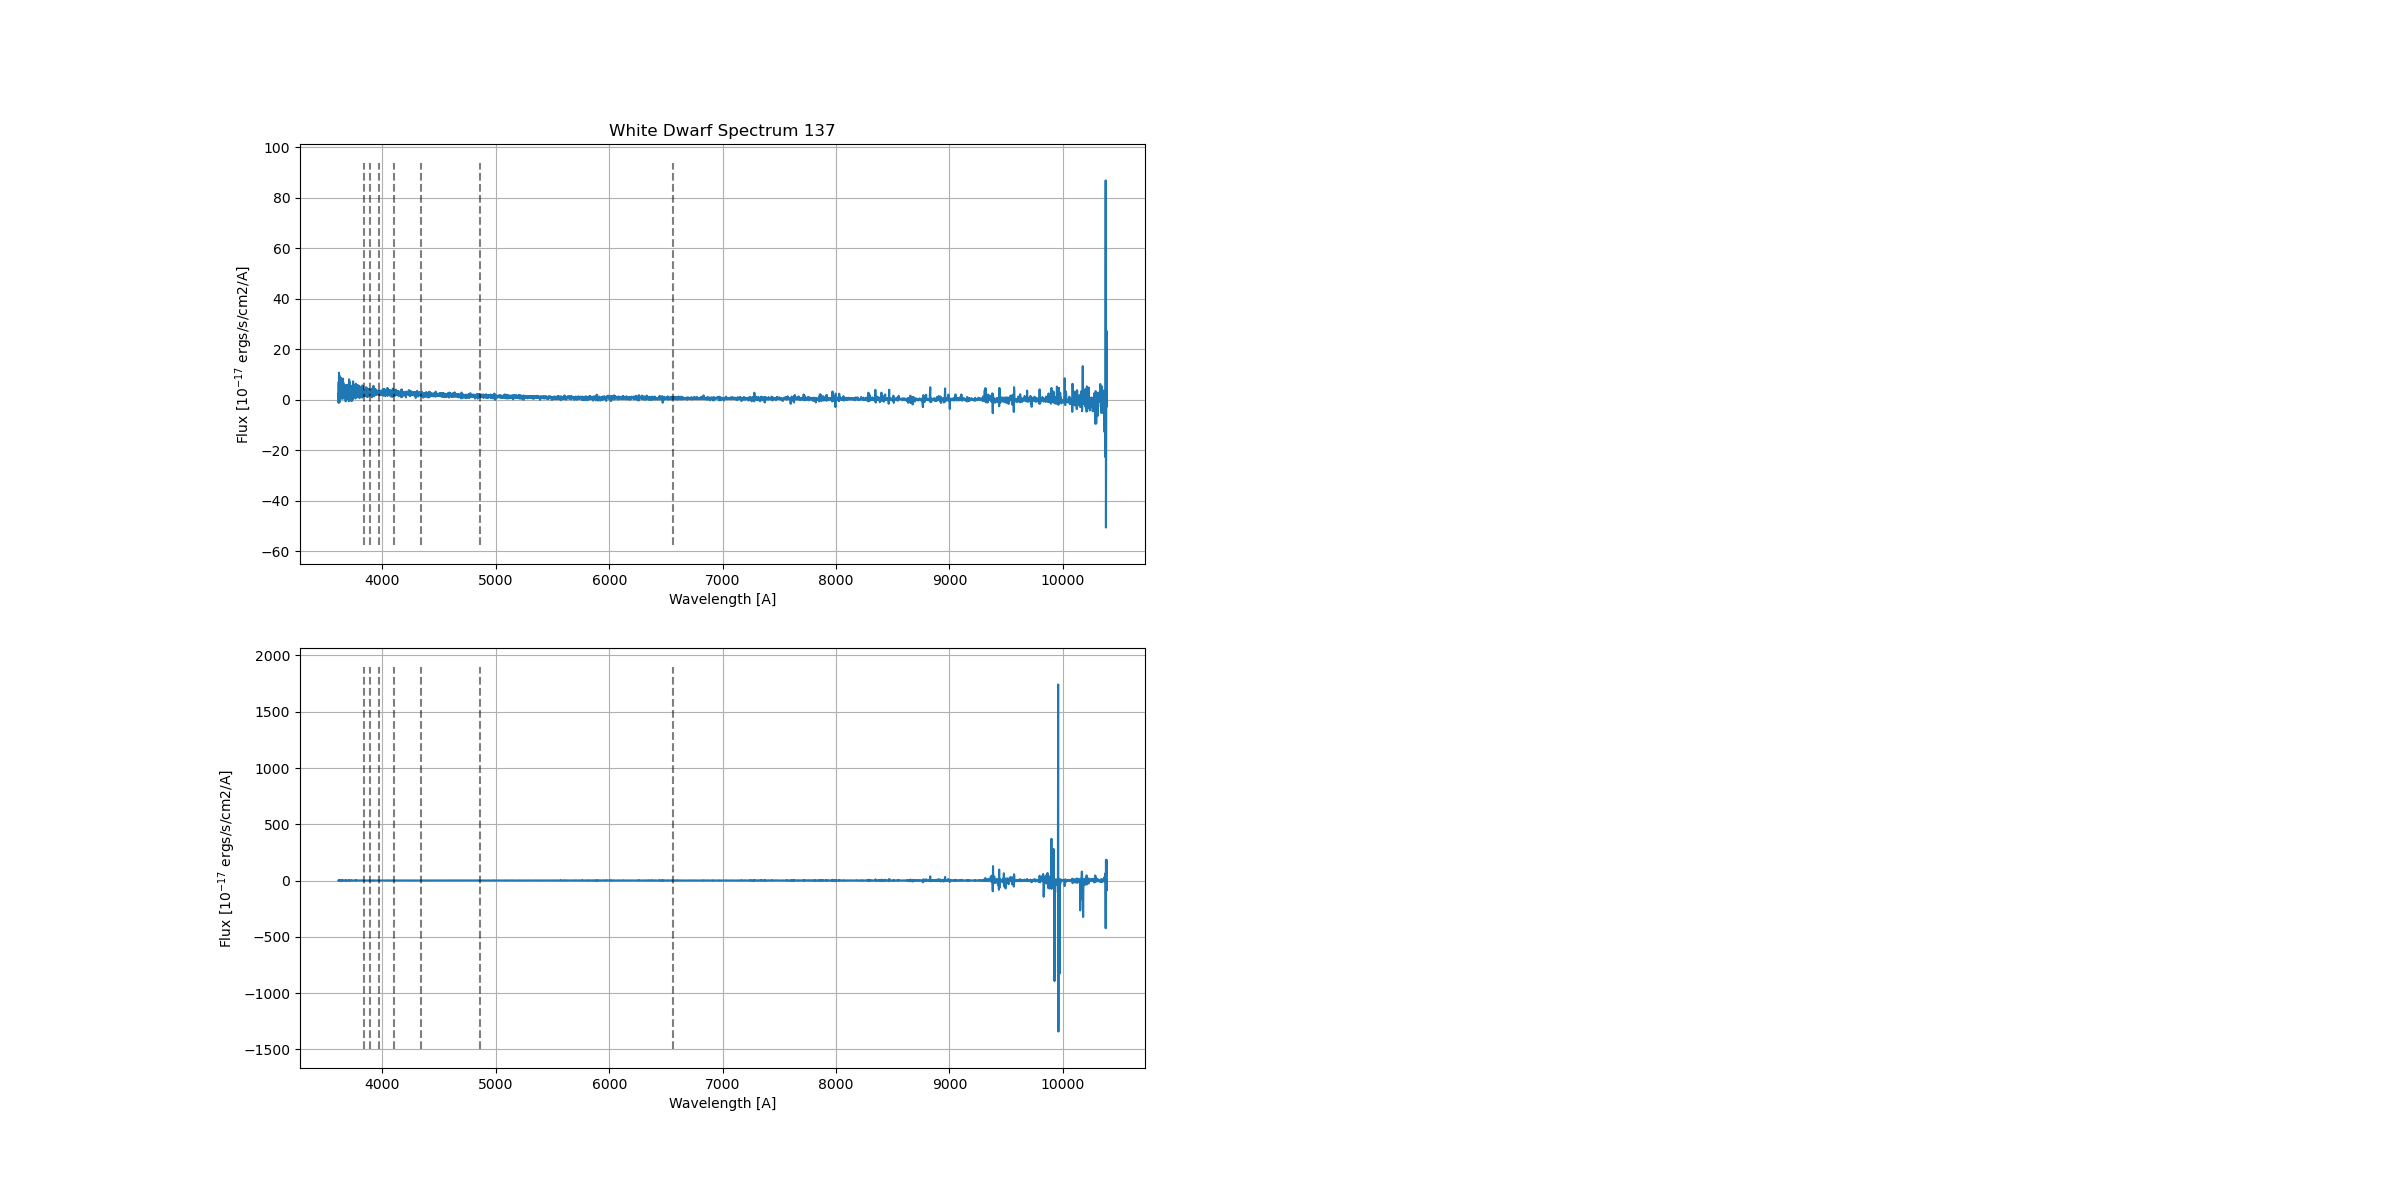 White Dwarf Spectrum 137
Flux [10⁻¹⁷ ergs/s/cm2/A]
100
80
60
40
20
0
−20
−40
−60
4000 5000 6000 7000 8000 9000 10000
Wavelength [A]
Flux [10⁻¹⁷ ergs/s/cm2/A]
2000
1500
1000
500
0
−500
−1000
−1500
4000 5000 6000 7000 8000 9000 10000
Wavelength [A]